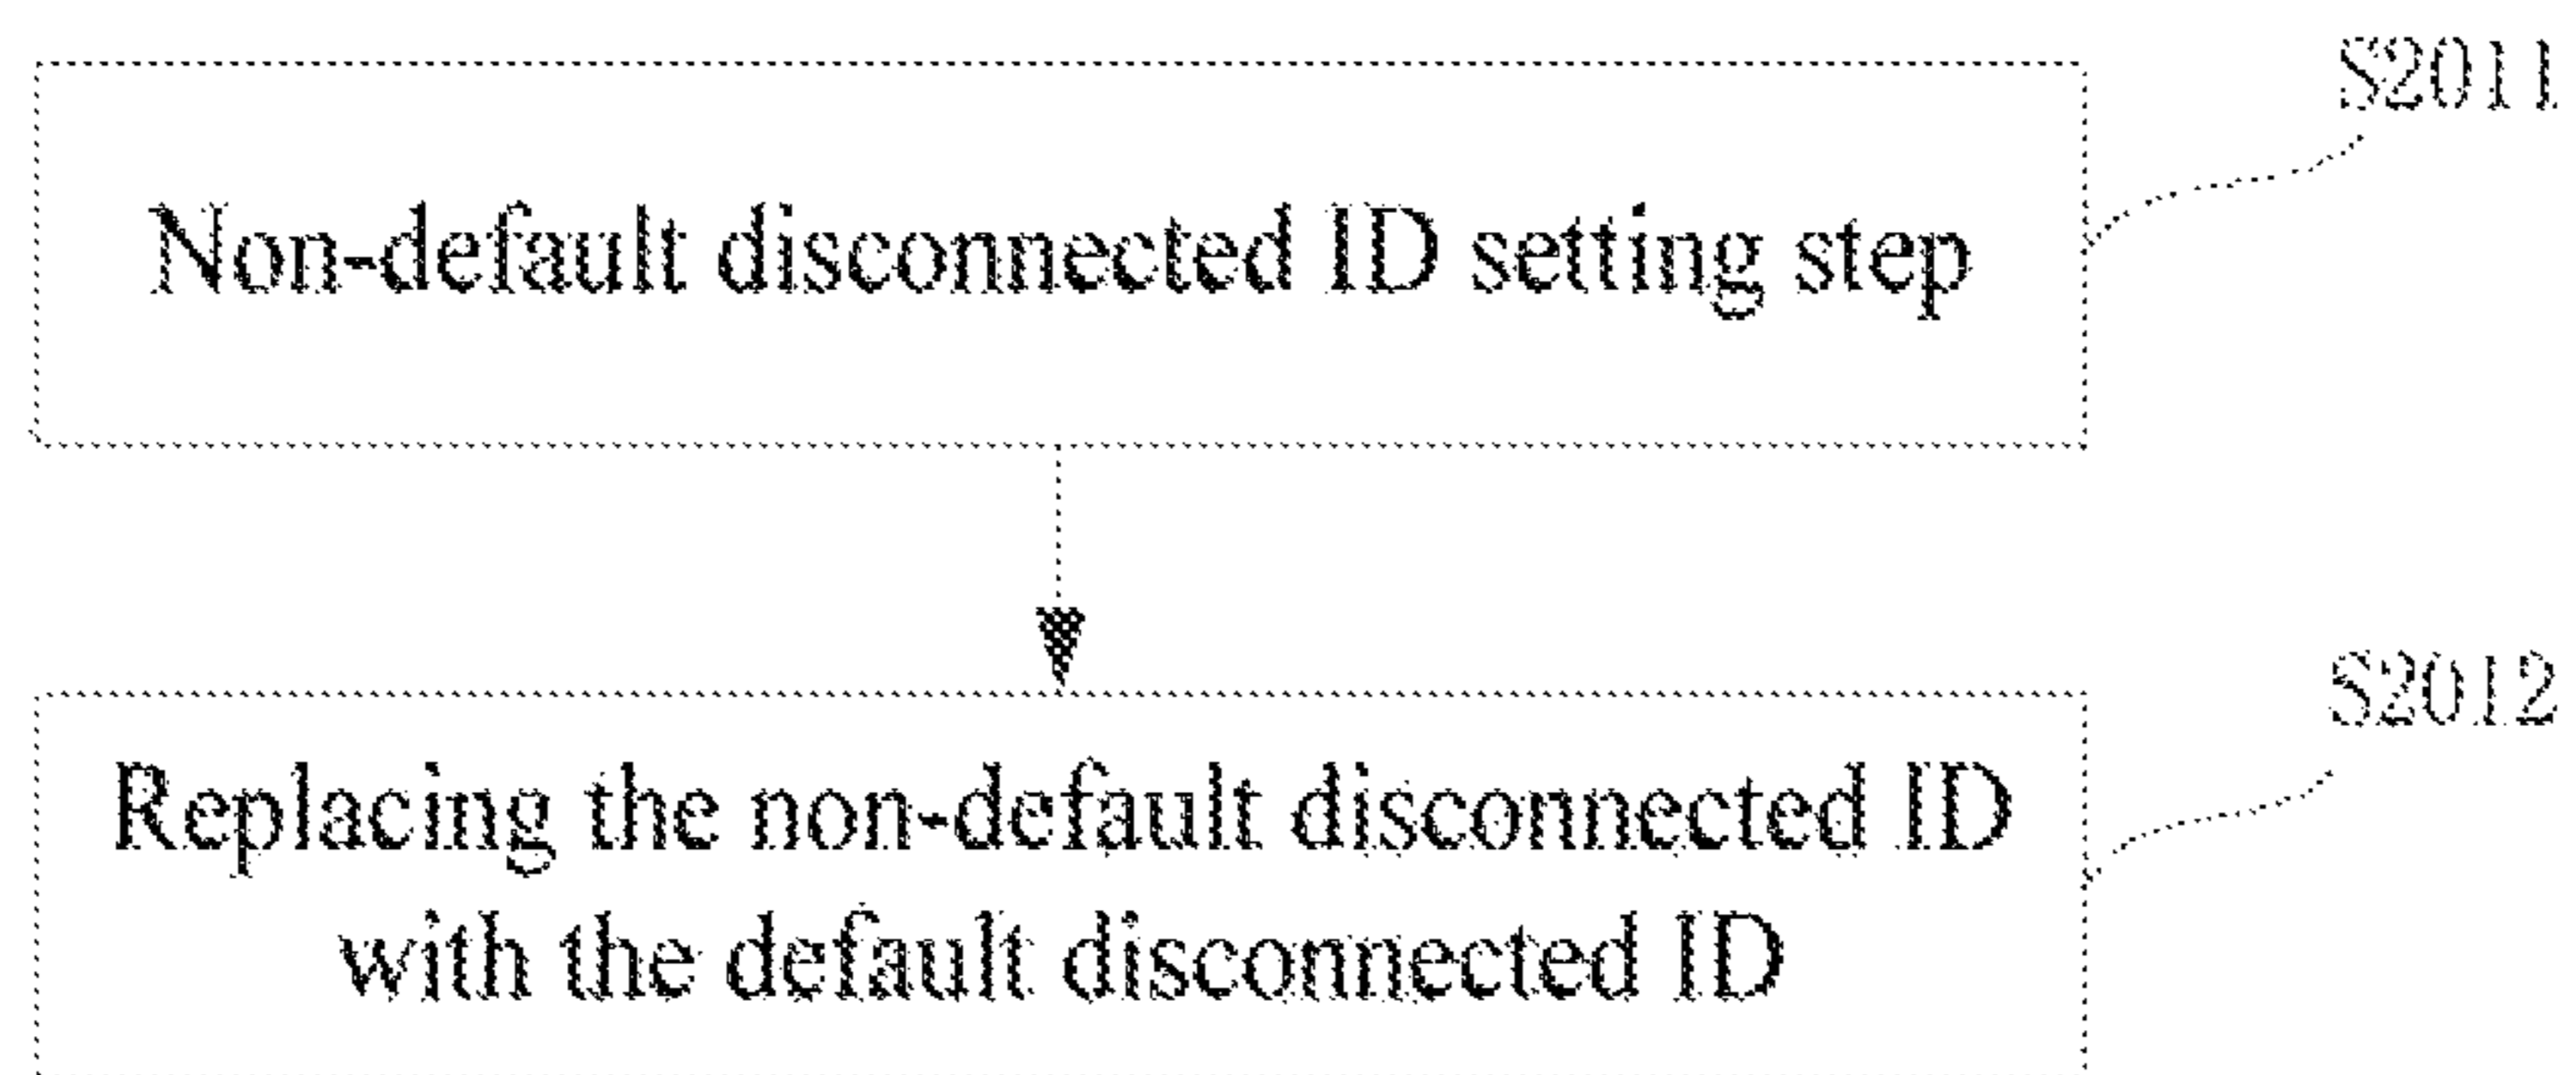 S2011
Non-default disconnected ID setting step
S2012
Replacing the non-default disconnected ID
with the default disconnected ID